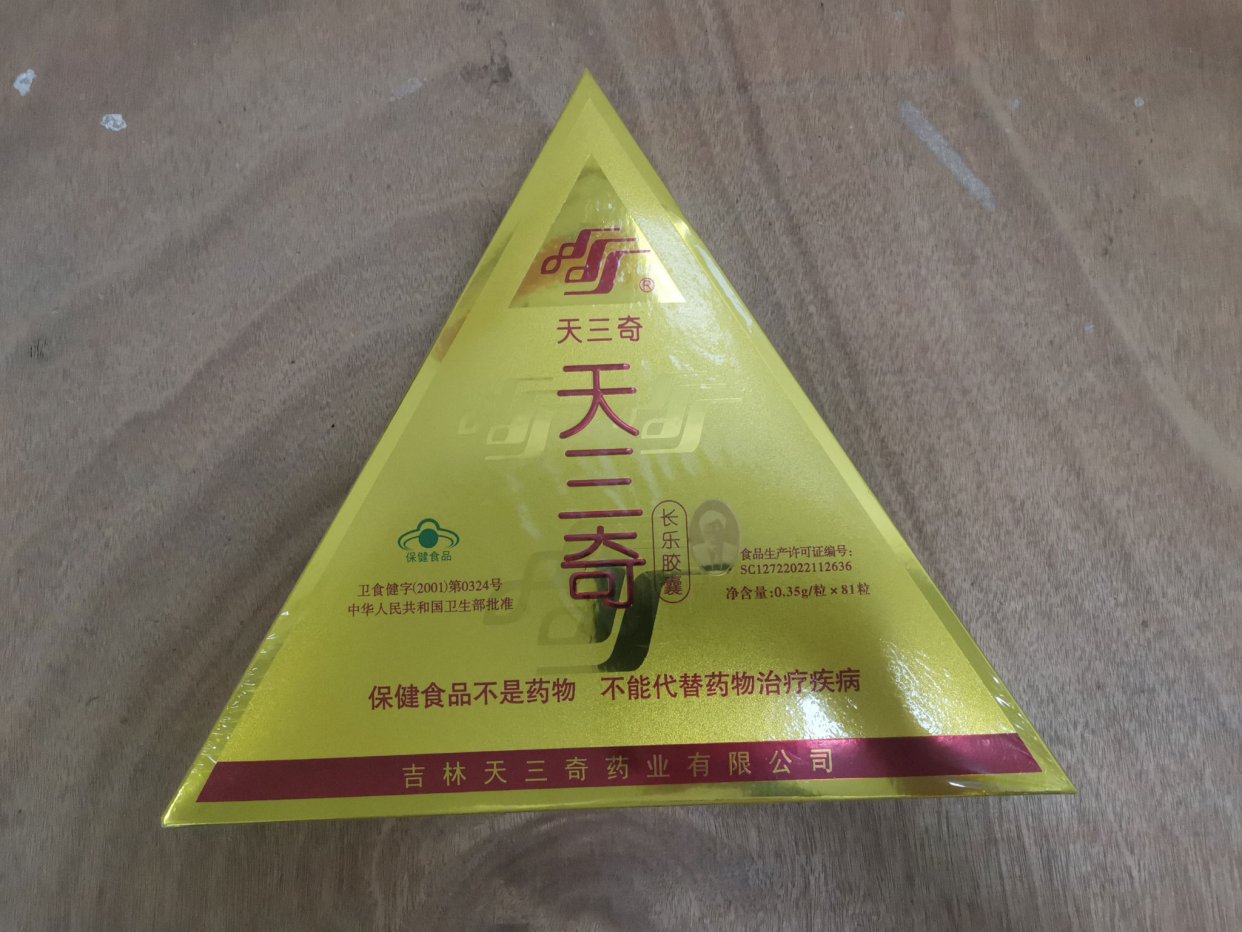 ®
天三奇
天三奇
长乐胶囊
保健食品
卫食健字(2001)第0324号
中华人民共和国卫生部批准
食品生产许可证编号:
SC12722022112636
净含量:0.35g/粒×81粒
保健食品不是药物 不能代替药物治疗疾病
吉林天三奇药业有限公司